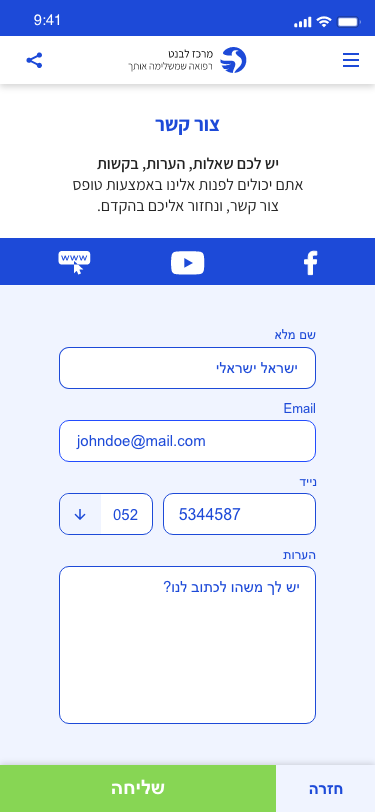 9:41
מרכז לבנט
רפואה שמשלימה אותך
צור קשר
יש לכם שאלות, הערות, בקשות
אתם יכולים לפנות אלינו באמצעות טופס
צור קשר, ונחזור אליכם בהקדם.
www
שם מלא
ישראל ישראלי
Email
johndoe@mail.com
נייד
052 5344587
הערות
יש לך משהו לכתוב לנו?
חזרה
שליחה